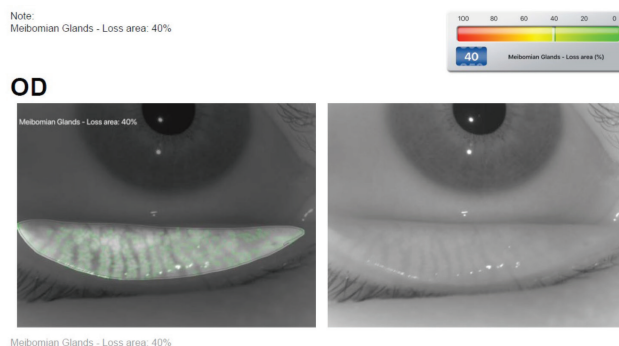 Note:
Meibomian Glands - Loss area: 40%
100 80 60 40 20 0
40 Meibomian Glands - Loss area (%)
OD
Meibomian Glands - Loss area: 40%
Meibomian Glands - Loss area: 40%